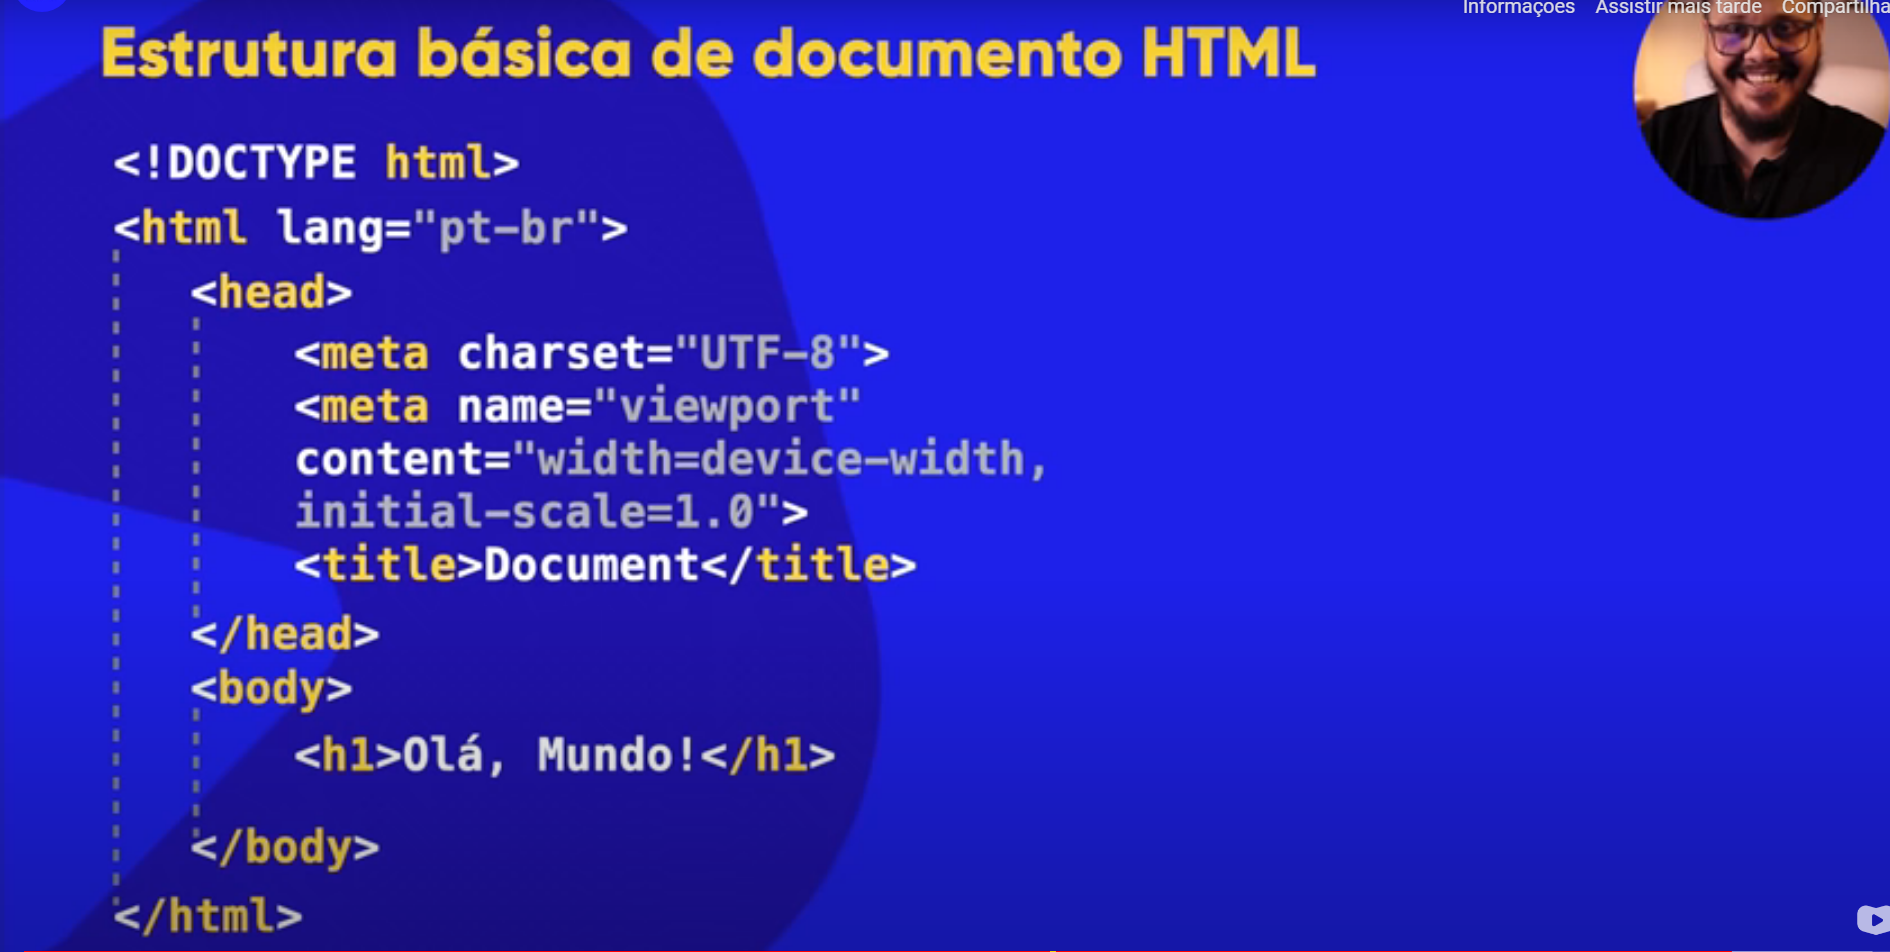 Informações Assistir mais tarde
Estrutura básica de documento HTML
<!DOCTYPE html>
<html lang="pt-br">
<head>
<meta charset="UTF-8">
<meta name="viewport"
content="width=device-width,
initial-scale=1.0">
<title>Document</title>
</head>
<body>
<h1>Olá, Mundo!</h1>
</body>
</html>